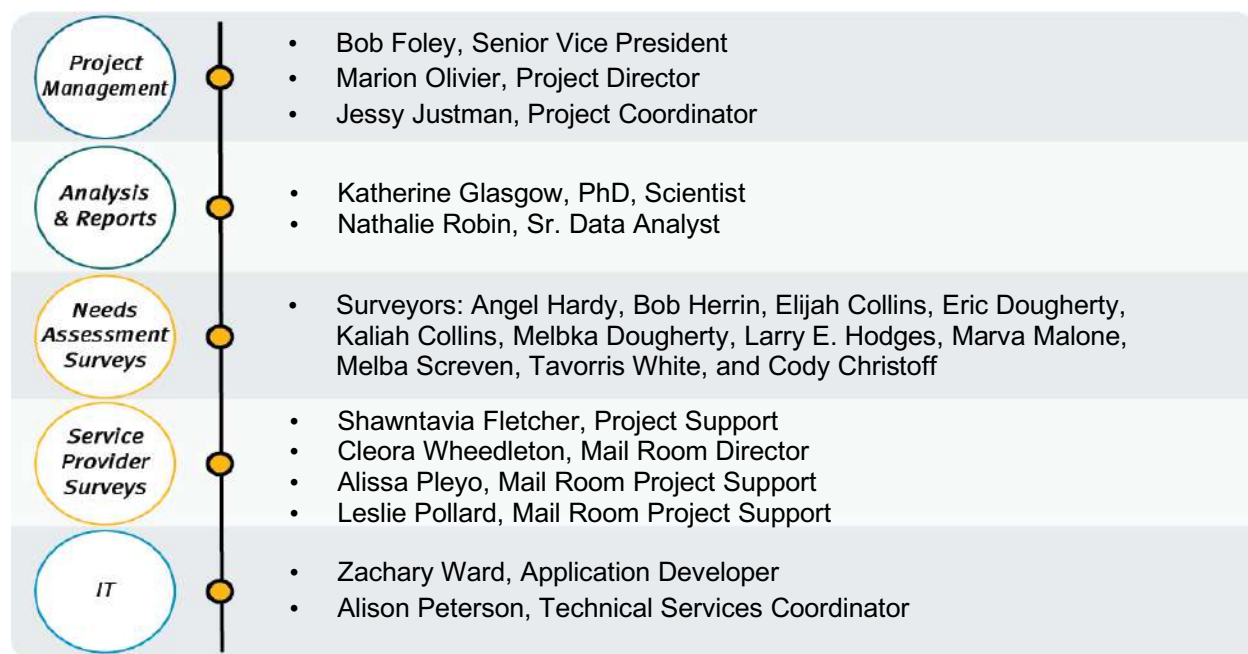 Project
Management
• Bob Foley, Senior Vice President
• Marion Olivier, Project Director
• Jessy Justman, Project Coordinator
Analysis
& Reports
• Katherine Glasgow, PhD, Scientist
• Nathalie Robin, Sr. Data Analyst
Needs
Assessment
Surveys
• Surveyors: Angel Hardy, Bob Herrin, Elijah Collins, Eric Dougherty,
Kaliah Collins, Melbka Dougherty, Larry E. Hodges, Marva Malone,
Melba Screven, Tavorris White, and Cody Christoff
Service
Provider
Surveys
• Shawntavia Fletcher, Project Support
• Cleora Wheedleton, Mail Room Director
• Alissa Pleyo, Mail Room Project Support
• Leslie Pollard, Mail Room Project Support
IT
• Zachary Ward, Application Developer
• Alison Peterson, Technical Services Coordinator